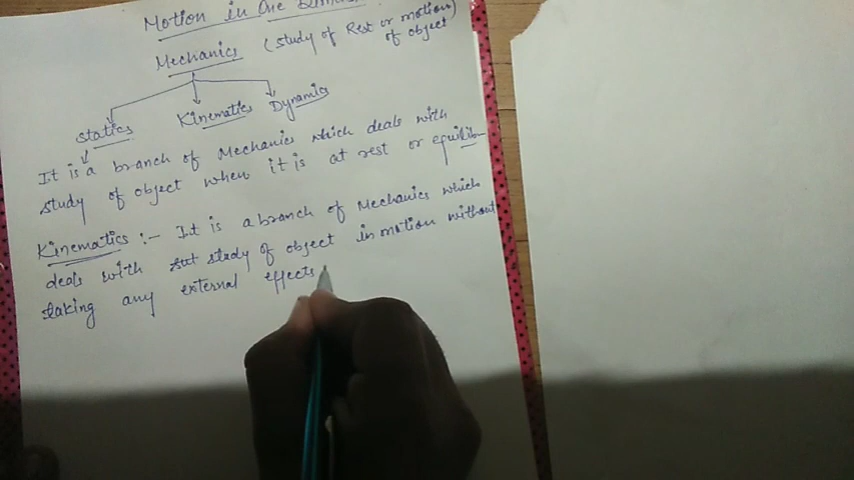 Motion in One
Mechanics (study of Rest or motion
of object)
statics Kinematics Dynamics
It is a branch of Mechanics which deals with
study of object when it is at rest or equilib-
Kinematics :- It is a branch of Mechanics which
deals with study of object in motion without
taking any external effects